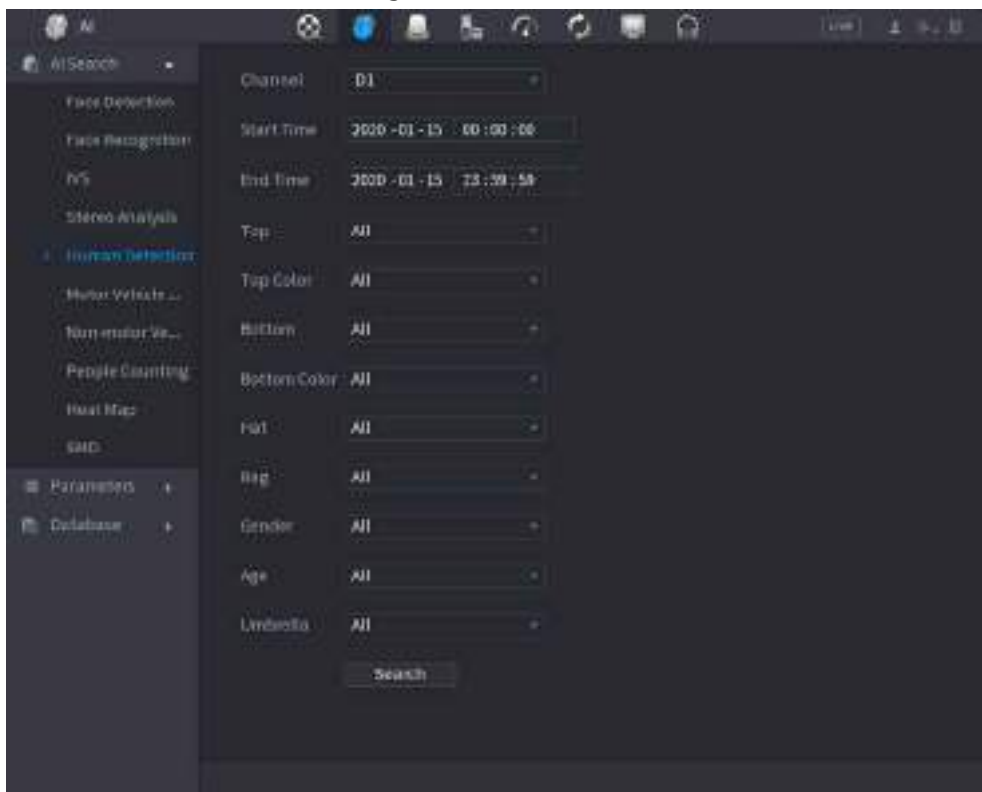 AI
LIVE
AI Search
Face Detection
Face Recognition
IVS
Stereo Analysis
Human Detection
Motor Vehicle ...
Non-motor Ve...
People Counting
Heat Map
SMD
Parameters
Database
Channel D1
Start Time 2020 -01 -15 00 :00 :00
End Time 2020 -01 -15 23 :59 :59
Top All
Top Color All
Bottom All
Bottom Color All
Hat All
Bag All
Gender All
Age All
Umbrella All
Search